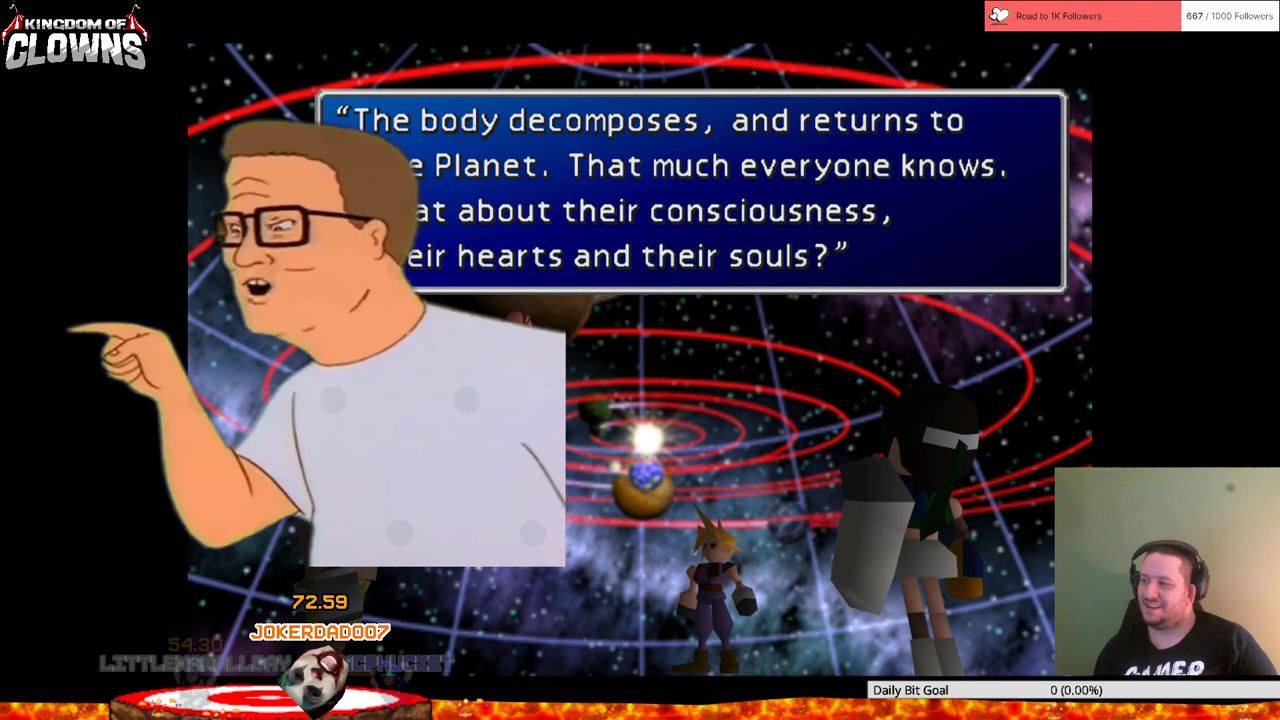 KINGDOM OF
CLOWNS
Road to 1K Followers
667 / 1000 Followers
“The body decomposes, and returns to
e Planet. That much everyone knows.
at about their consciousness,
eir hearts and their souls?”
72.59
JOKERDAD007
54.30
GAMER
Daily Bit Goal
0 (0.00%)